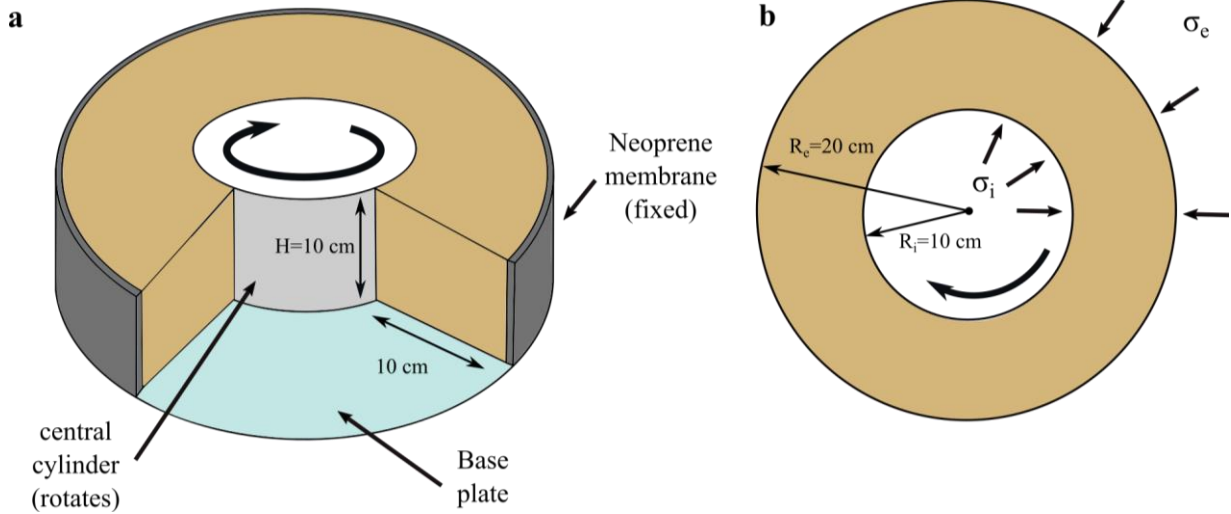 a
H=10 cm
10 cm
Neoprene
membrane
(fixed)
central
cylinder
(rotates)
Base
plate
b
σₑ
Rₑ=20 cm
σᵢ
Rᵢ=10 cm